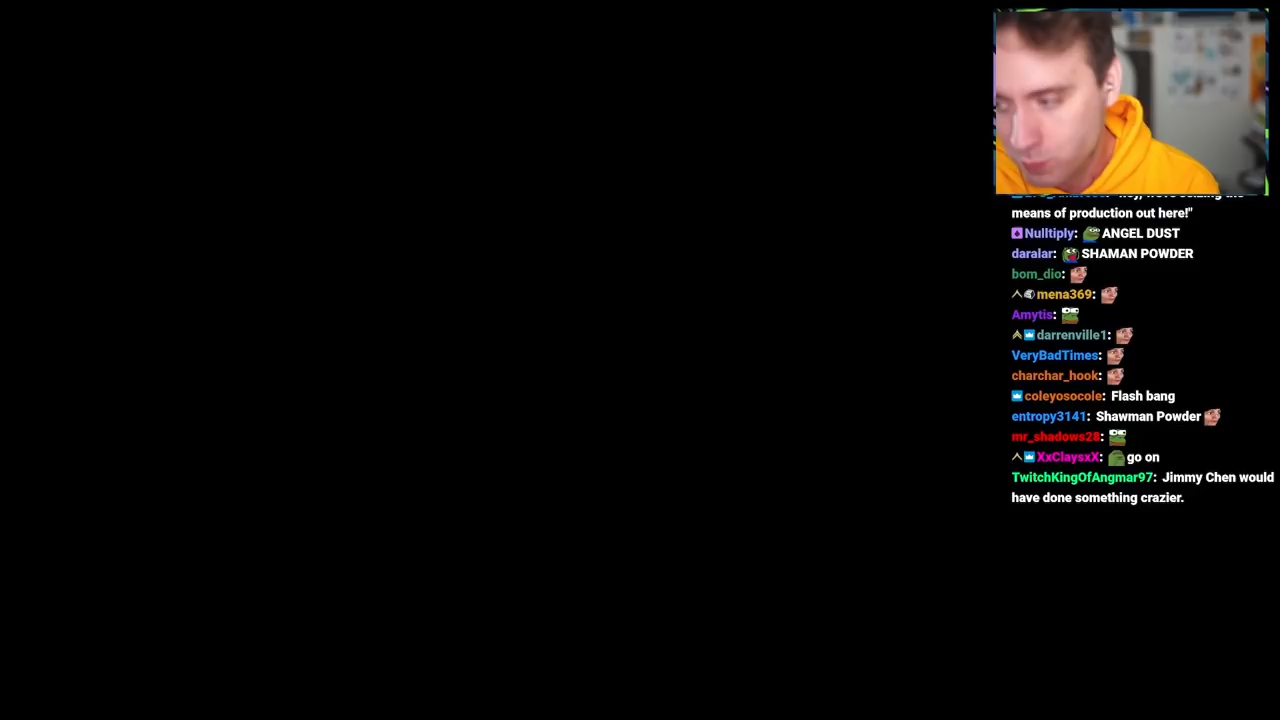 means of production out here!"
Nulltiply: ANGEL DUST
daralar: SHAMAN POWDER
bom_dio:
mena369:
Amytis:
darrenville1:
VeryBadTimes:
charchar_hook:
coleyosocole: Flash bang
entropy3141: Shawman Powder
mr_shadows28:
XxClaysxX: go on
TwitchKingOfAngmar97: Jimmy Chen would
have done something crazier.